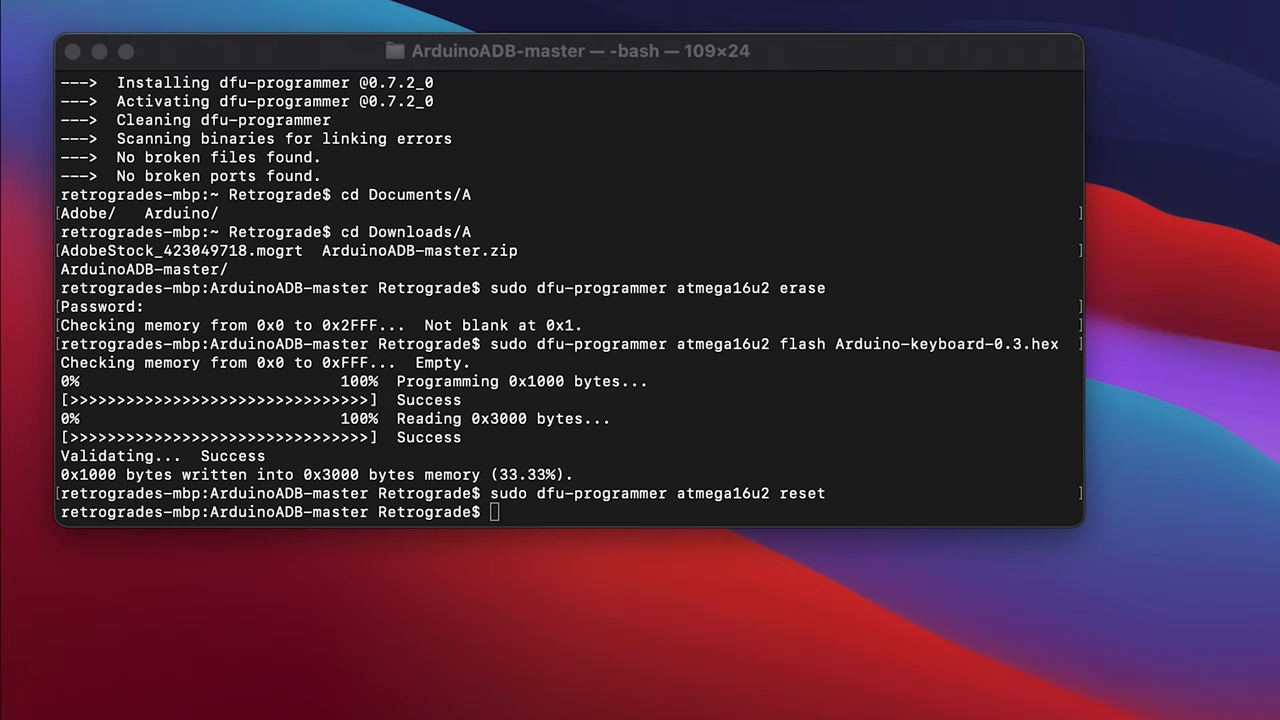 ArduinoADB-master — -bash — 109×24
---> Installing dfu-programmer @0.7.2_0
---> Activating dfu-programmer @0.7.2_0
---> Cleaning dfu-programmer
---> Scanning binaries for linking errors
---> No broken files found.
---> No broken ports found.
retrogrades-mbp:~ Retrograde$ cd Documents/A
[Adobe/   Arduino/ ]
retrogrades-mbp:~ Retrograde$ cd Downloads/A
[AdobeStock_423049718.mogrt  ArduinoADB-master.zip ]
ArduinoADB-master/
retrogrades-mbp:ArduinoADB-master Retrograde$ sudo dfu-programmer atmega16u2 erase
[Password: ]
[Checking memory from 0x0 to 0x2FFF...  Not blank at 0x1. ]
[retrogrades-mbp:ArduinoADB-master Retrograde$ sudo dfu-programmer atmega16u2 flash Arduino-keyboard-0.3.hex ]
Checking memory from 0x0 to 0xFFF...  Empty.
0%                            100%  Programming 0x1000 bytes...
[>>>>>>>>>>>>>>>>>>>>>>>>>>>>>>>>]  Success
0%                            100%  Reading 0x3000 bytes...
[>>>>>>>>>>>>>>>>>>>>>>>>>>>>>>>>]  Success
Validating...  Success
0x1000 bytes written into 0x3000 bytes memory (33.33%).
[retrogrades-mbp:ArduinoADB-master Retrograde$ sudo dfu-programmer atmega16u2 reset ]
retrogrades-mbp:ArduinoADB-master Retrograde$